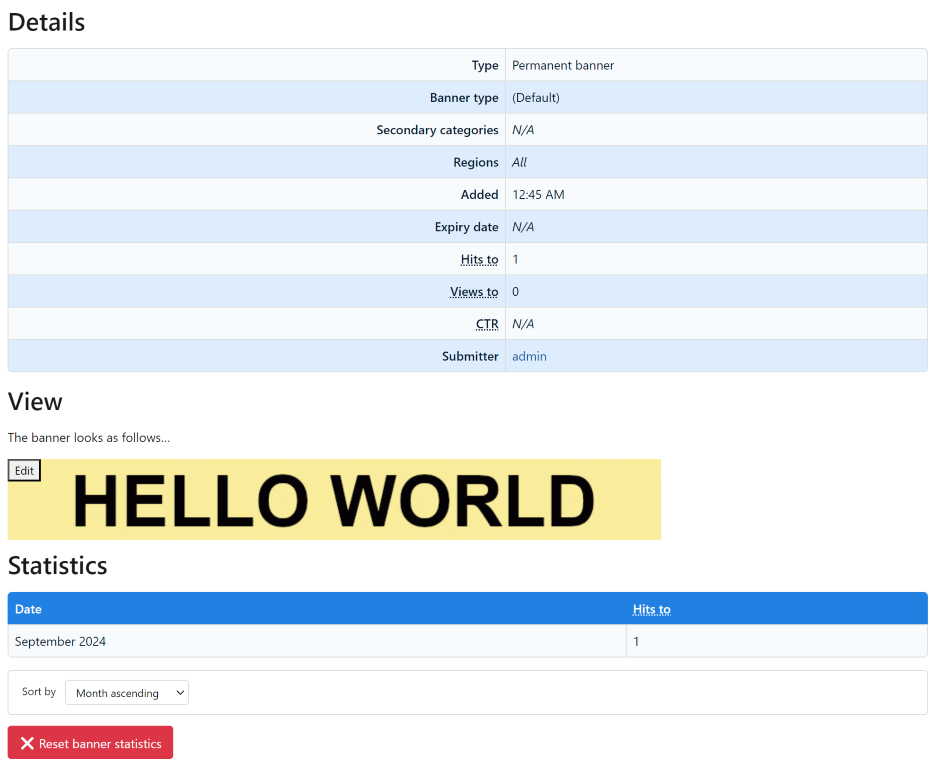 Details
Type Permanent banner
Banner type (Default)
Secondary categories N/A
Regions All
Added 12:45 AM
Expiry date N/A
Hits to 1
Views to 0
CTR N/A
Submitter admin
View
The banner looks as follows...
Edit
HELLO WORLD
Statistics
Date Hits to
September 2024 1
Sort by Month ascending
Reset banner statistics